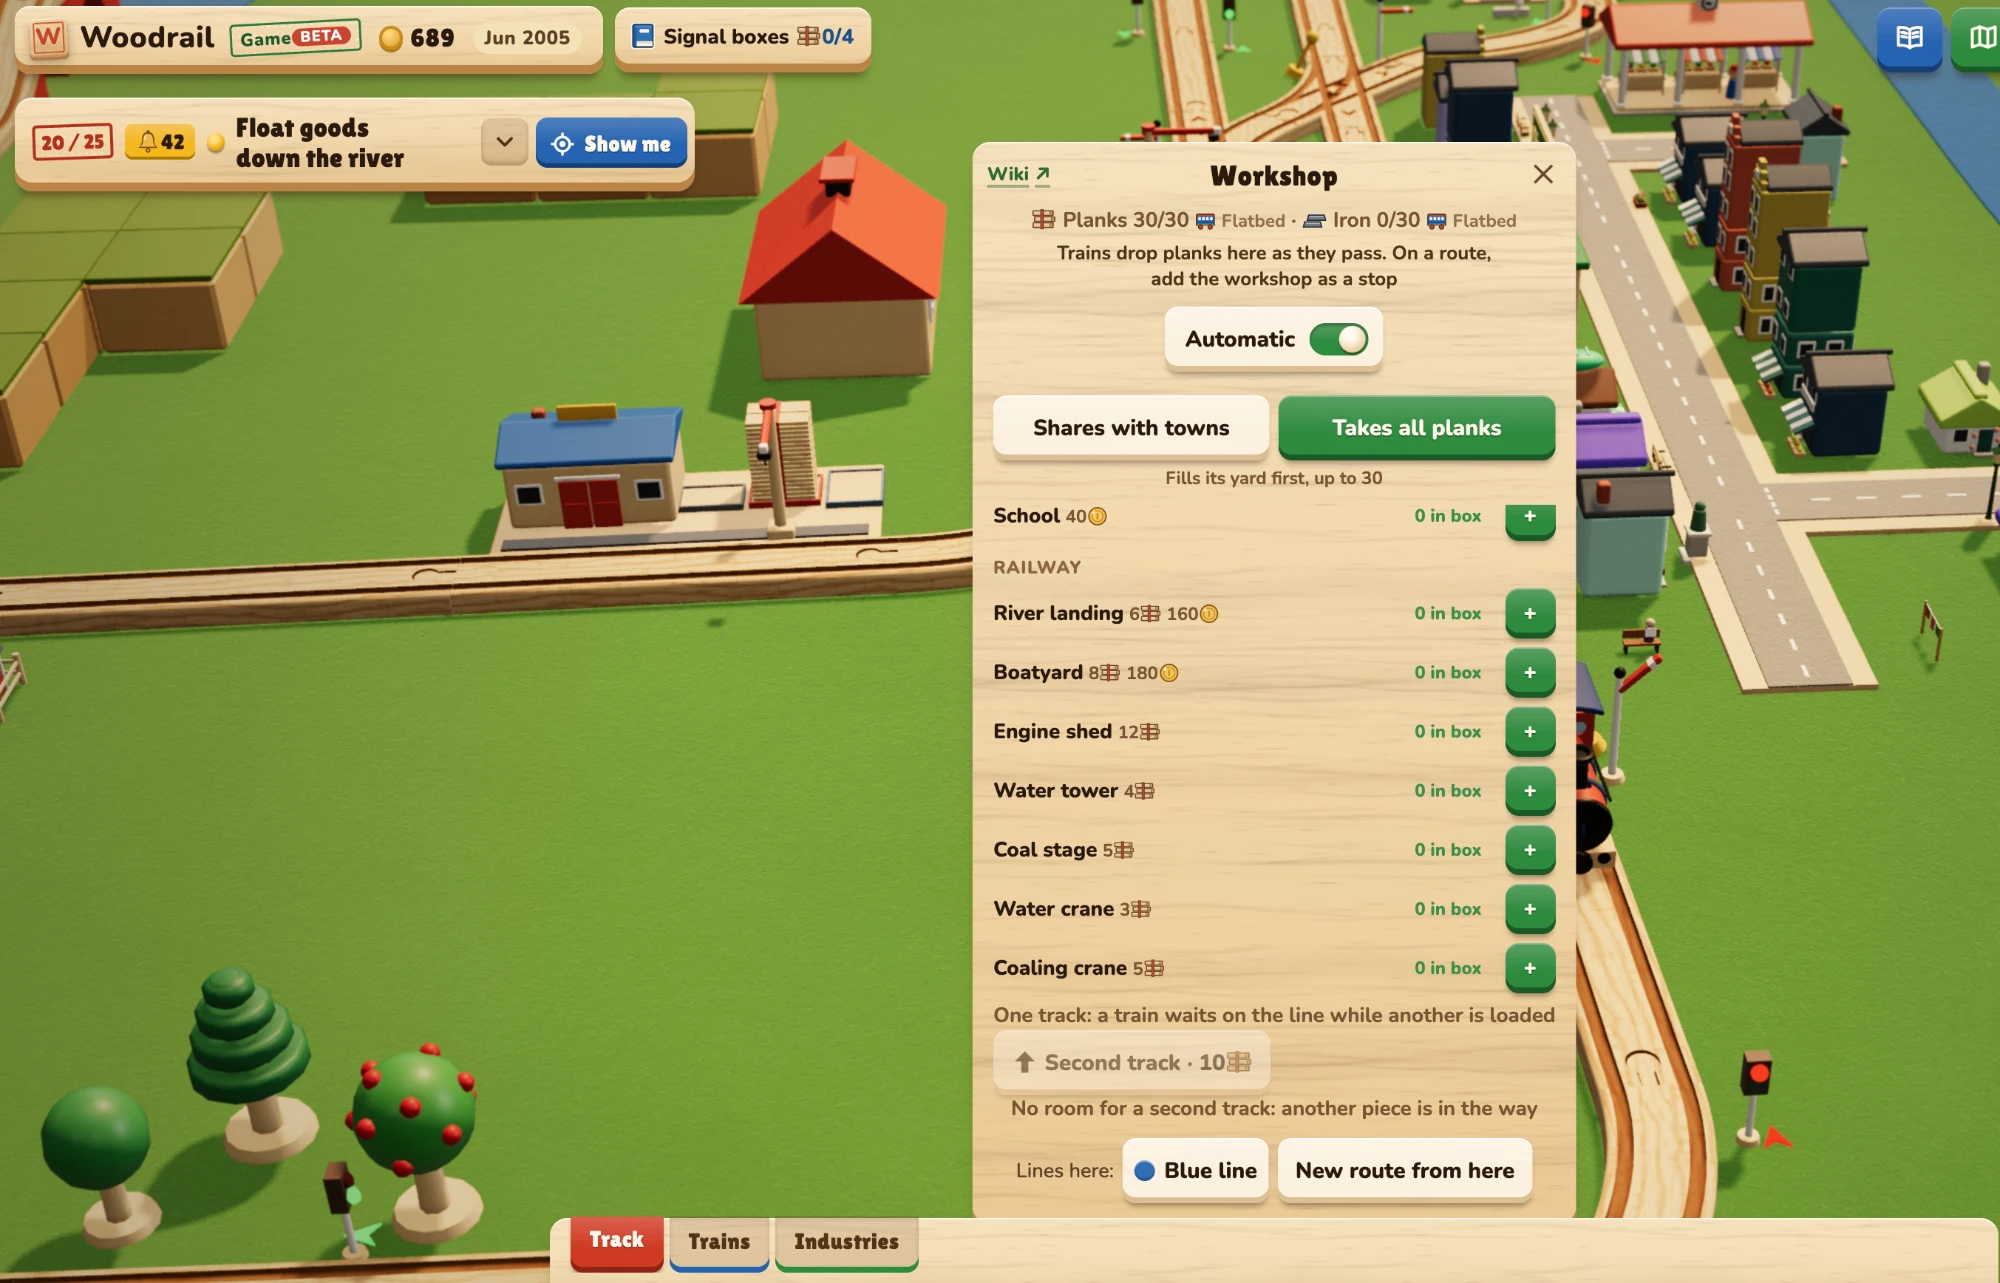 W Woodrail Game BETA 689 Jun 2005
Signal boxes 0/4
20 / 25 42 Float goods
down the river
Show me
Wiki ↗
Workshop
Planks 30/30 Flatbed · Iron 0/30 Flatbed
Trains drop planks here as they pass. On a route,
add the workshop as a stop
Automatic
Shares with towns
Takes all planks
Fills its yard first, up to 30
School 40 0 in box +
RAILWAY
River landing 6 160 0 in box +
Boatyard 8 180 0 in box +
Engine shed 12 0 in box +
Water tower 4 0 in box +
Coal stage 5 0 in box +
Water crane 3 0 in box +
Coaling crane 5 0 in box +
One track: a train waits on the line while another is loaded
Second track · 10
No room for a second track: another piece is in the way
Lines here: Blue line New route from here
Track Trains Industries